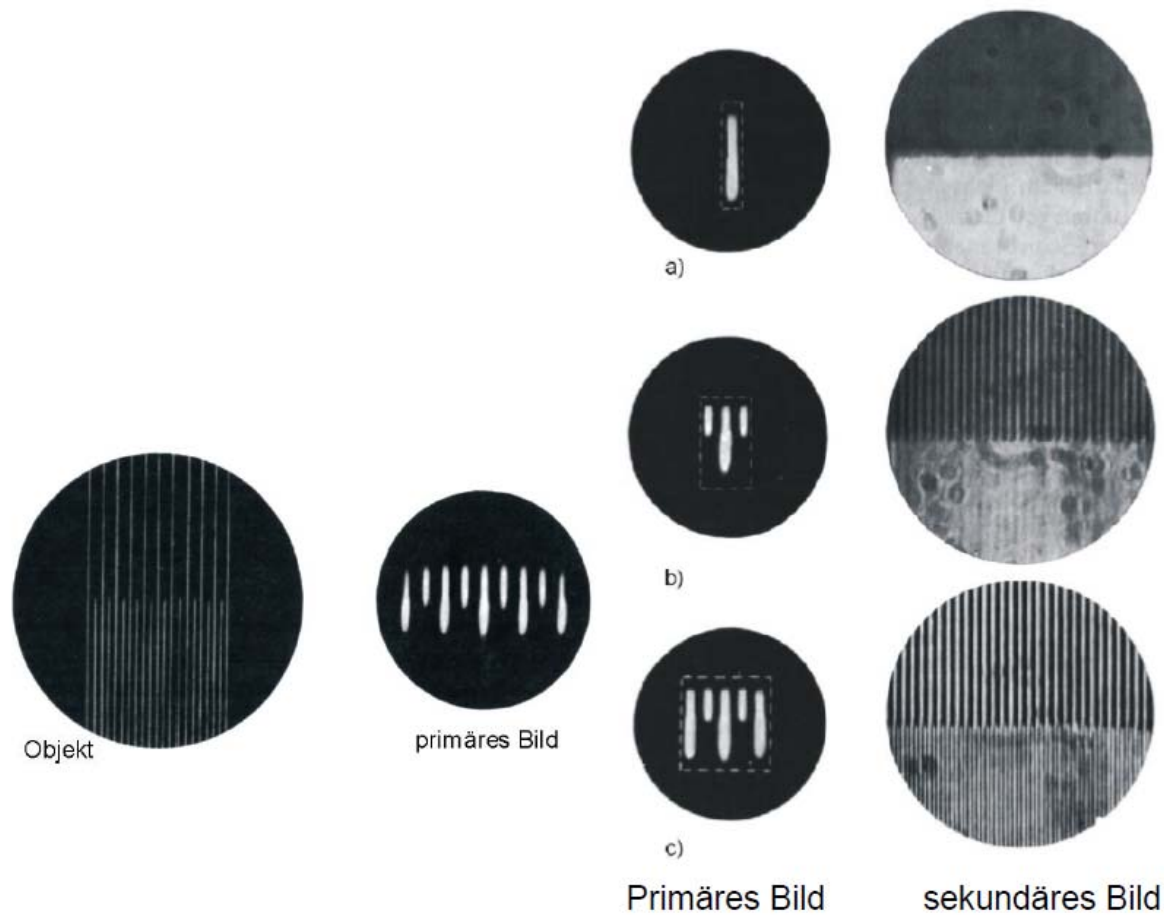 Objekt
primäres Bild
a)
b)
c)
Primäres Bild
sekundäres Bild